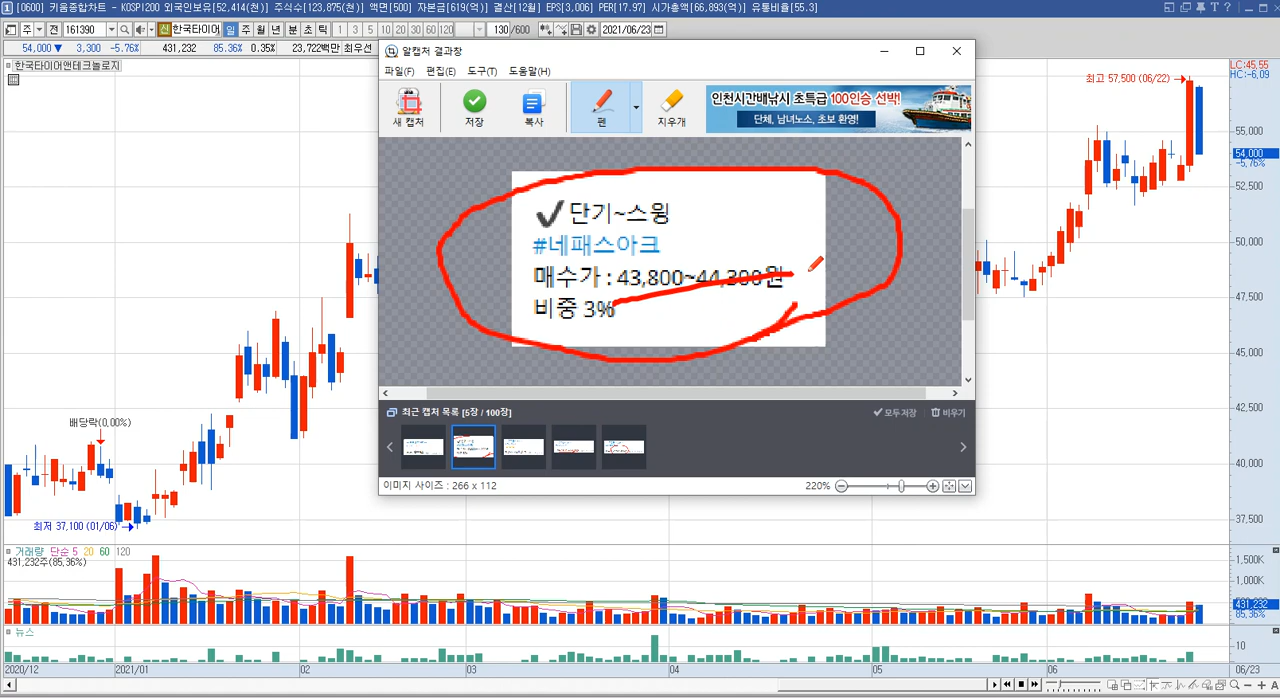 [0600] 키움종합차트 - KOSPI200 외국인보유[52,414(천)] 주식수[123,875(천)] 액면[500] 자본금[619(억)] 결산[12월] EPS[3,006] PER[17.97] 시가총액[66,893(억)] 유통비율[55.3]
주 전 161390 신 한국타이어 일 주 월 년 분 초 틱 1 3 5 10 20 30 60 120 130 /600 2021/06/23
54,000 ▼ 3,300 -5.76% 431,232 85.36% 0.35% 23,722백만 최우선
한국타이어앤테크놀로지
LC:45,55
HC:-6,09
최고 57,500 (06/22)
알캡처 결과창
파일(F) 편집(E) 도구(T) 도움말(H)
새 캡처 저장 복사 펜 지우개
인천시간배낚시 초특급 100인승 선박!
단체, 남녀노소, 초보 환영!
✔단기~스윙
#네패스아크
매수가 : 43,800~44,300원
비중 3%
최근 캡처 목록 [5장 / 100장]
모두저장 비우기
이미지 사이즈 : 266 x 112
220%
55,000
54,000
-5,76%
52,500
50,000
47,500
45,000
42,500
40,000
37,500
배당락(0,00%)
최저 37,100 (01/06)
거래량 단순 5 20 60 120
431,232주(85,36%)
1,500K
1,000K
431,232
85,36%
뉴스
10
2020/12 2021/01 02 03 04 05 06 06/23